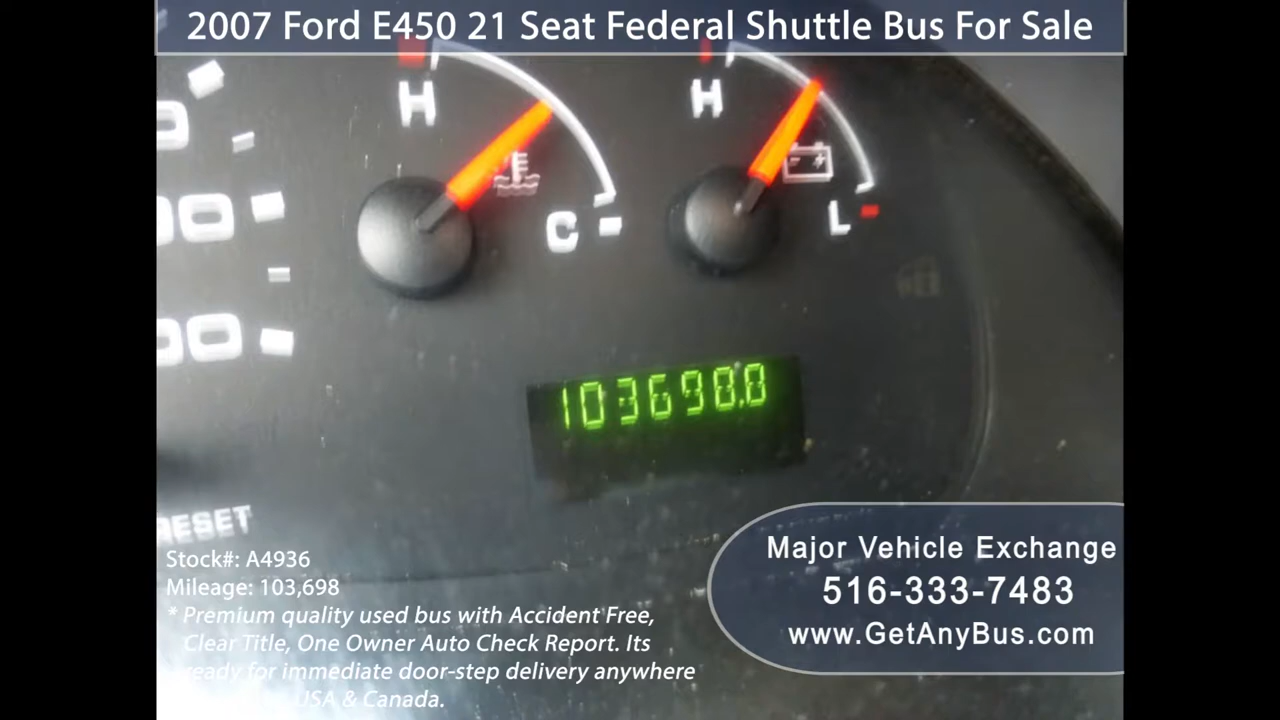 2007 Ford E450 21 Seat Federal Shuttle Bus For Sale
H
H
C
L
103698.8
RESET
Stock#: A4936
Mileage: 103,698
* Premium quality used bus with Accident Free,
Clear Title, One Owner Auto Check Report. Its
ready for immediate door-step delivery anywhere
USA & Canada.
Major Vehicle Exchange
516-333-7483
www.GetAnyBus.com